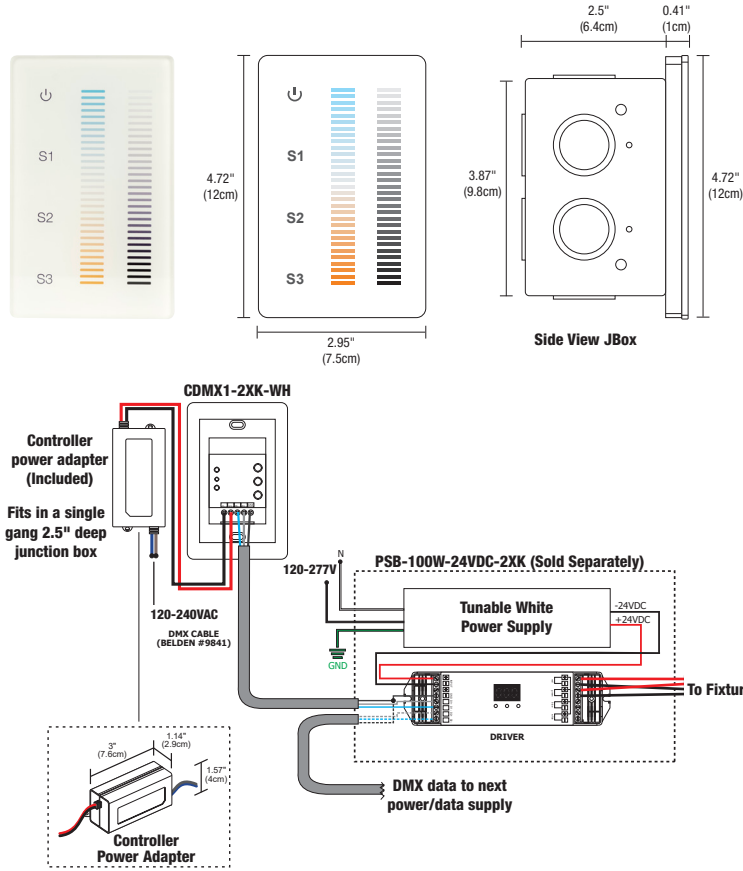 S1
S2
S3
4.72"
(12cm)
S1
S2
S3
2.95"
(7.5cm)
2.5"
(6.4cm)
0.41"
(1cm)
3.87"
(9.8cm)
4.72"
(12cm)
Side View JBox
CDMX1-2XK-WH
Controller
power adapter
(Included)
Fits in a single
gang 2.5" deep
junction box
120-240VAC
DMX CABLE
(BELDEN #9841)
N
120-277V
GND
PSB-100W-24VDC-2XK (Sold Separately)
Tunable White
Power Supply
-24VDC
+24VDC
To Fixtur
DRIVER
DMX data to next
power/data supply
3"
(7.6cm)
1.14"
(2.9cm)
1.57"
(4cm)
Controller
Power Adapter